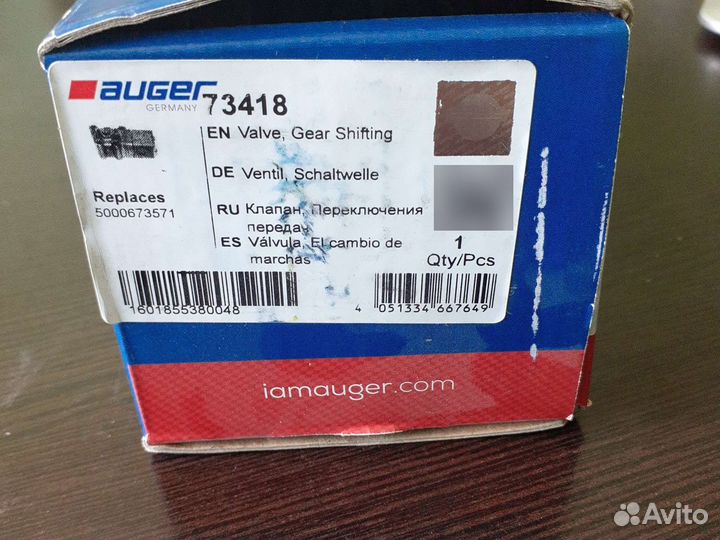 auger
GERMANY
73418
EN Valve, Gear Shifting
DE Ventil, Schaltwelle
Replaces
5000673571
RU Клапан, Переключения
передач
ES Válvula, El cambio de
marchas
1
Qty/Pcs
1601855380048
4 051334 667649
iamauger.com
Avito